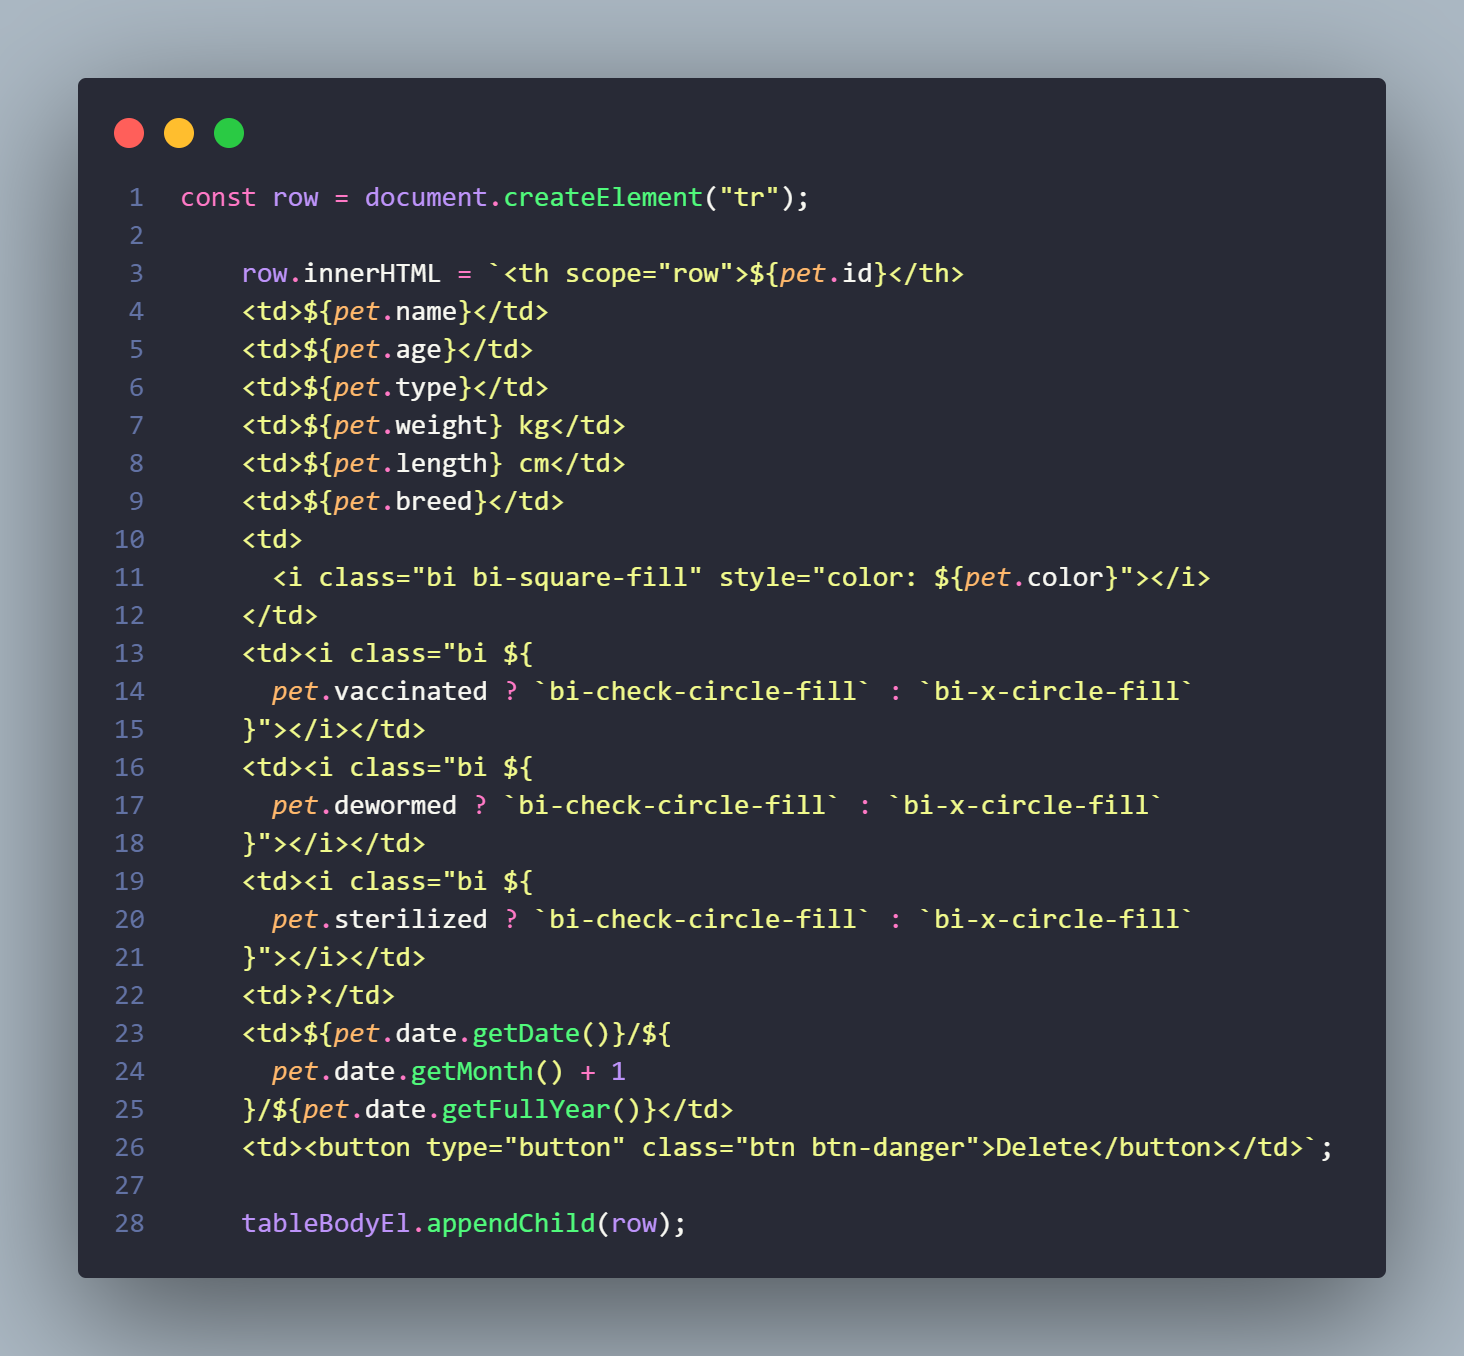 1 const row = document.createElement("tr");
2
3     row.innerHTML = `<th scope="row">${pet.id}</th>
4     <td>${pet.name}</td>
5     <td>${pet.age}</td>
6     <td>${pet.type}</td>
7     <td>${pet.weight} kg</td>
8     <td>${pet.length} cm</td>
9     <td>${pet.breed}</td>
10     <td>
11       <i class="bi bi-square-fill" style="color: ${pet.color}"></i>
12     </td>
13     <td><i class="bi ${
14       pet.vaccinated ? `bi-check-circle-fill` : `bi-x-circle-fill`
15     }"></i></td>
16     <td><i class="bi ${
17       pet.dewormed ? `bi-check-circle-fill` : `bi-x-circle-fill`
18     }"></i></td>
19     <td><i class="bi ${
20       pet.sterilized ? `bi-check-circle-fill` : `bi-x-circle-fill`
21     }"></i></td>
22     <td>?</td>
23     <td>${pet.date.getDate()}/${
24       pet.date.getMonth() + 1
25     }/${pet.date.getFullYear()}</td>
26     <td><button type="button" class="btn btn-danger">Delete</button></td>`;
27
28     tableBodyEl.appendChild(row);